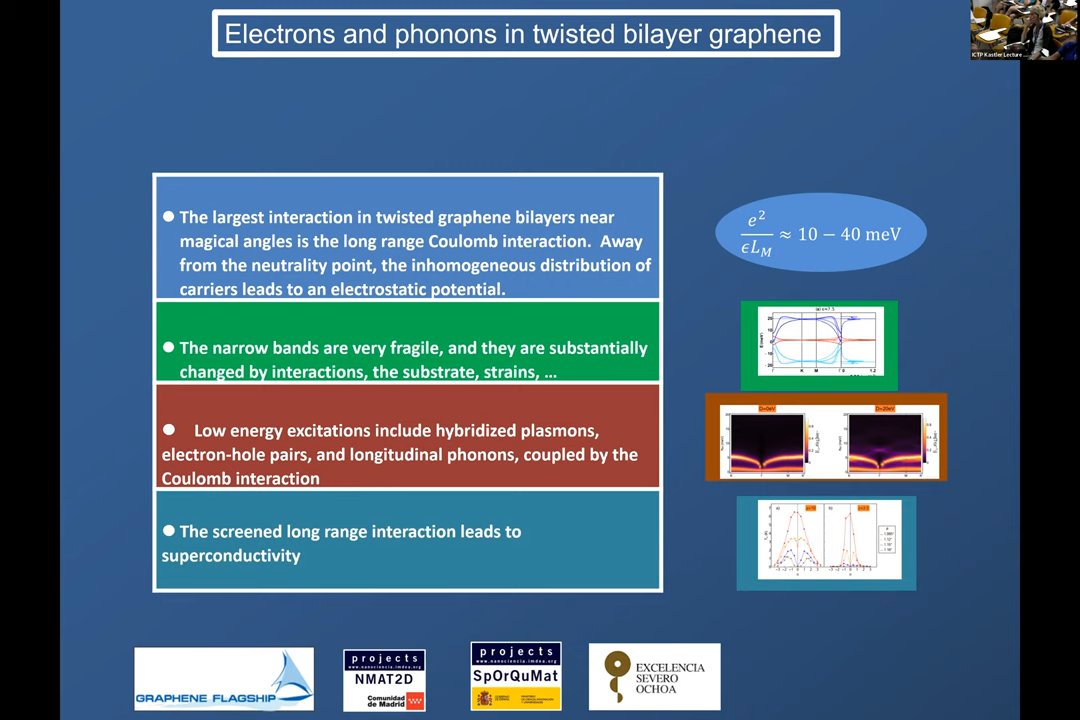 Electrons and phonons in twisted bilayer graphene
ICTP Kastler Lecture
● The largest interaction in twisted graphene bilayers near
magical angles is the long range Coulomb interaction. Away
from the neutrality point, the inhomogeneous distribution of
carriers leads to an electrostatic potential.
e²/ϵL_M ≈ 10 − 40 meV
● The narrow bands are very fragile, and they are substantially
changed by interactions, the substrate, strains, ...
● Low energy excitations include hybridized plasmons,
electron-hole pairs, and longitudinal phonons, coupled by the
Coulomb interaction
● The screened long range interaction leads to
superconductivity
GRAPHENE FLAGSHIP
projects
www.nanociencia.imdea.org
NMAT2D
Comunidad
de Madrid
projects
www.nanociencia.imdea.org
SpOrQuMat
EXCELENCIA
SEVERO
OCHOA